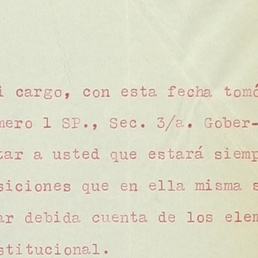 i cargo, con esta fecha tomó
mero 1 SP., Sec. 3/a. Gober-
tar a usted que estará siemp
siciones que en ella misma s
ar debida cuenta de los elem
stitucional.